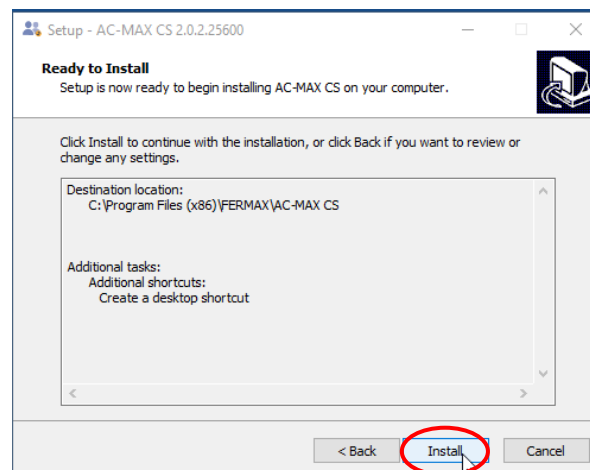 Setup - AC-MAX CS 2.0.2.25600
Ready to Install
Setup is now ready to begin installing AC-MAX CS on your computer.
Click Install to continue with the installation, or click Back if you want to review or
change any settings.
Destination location:
C:\Program Files (x86)\FERMAX\AC-MAX CS
Additional tasks:
Additional shortcuts:
Create a desktop shortcut
< Back
Install
Cancel